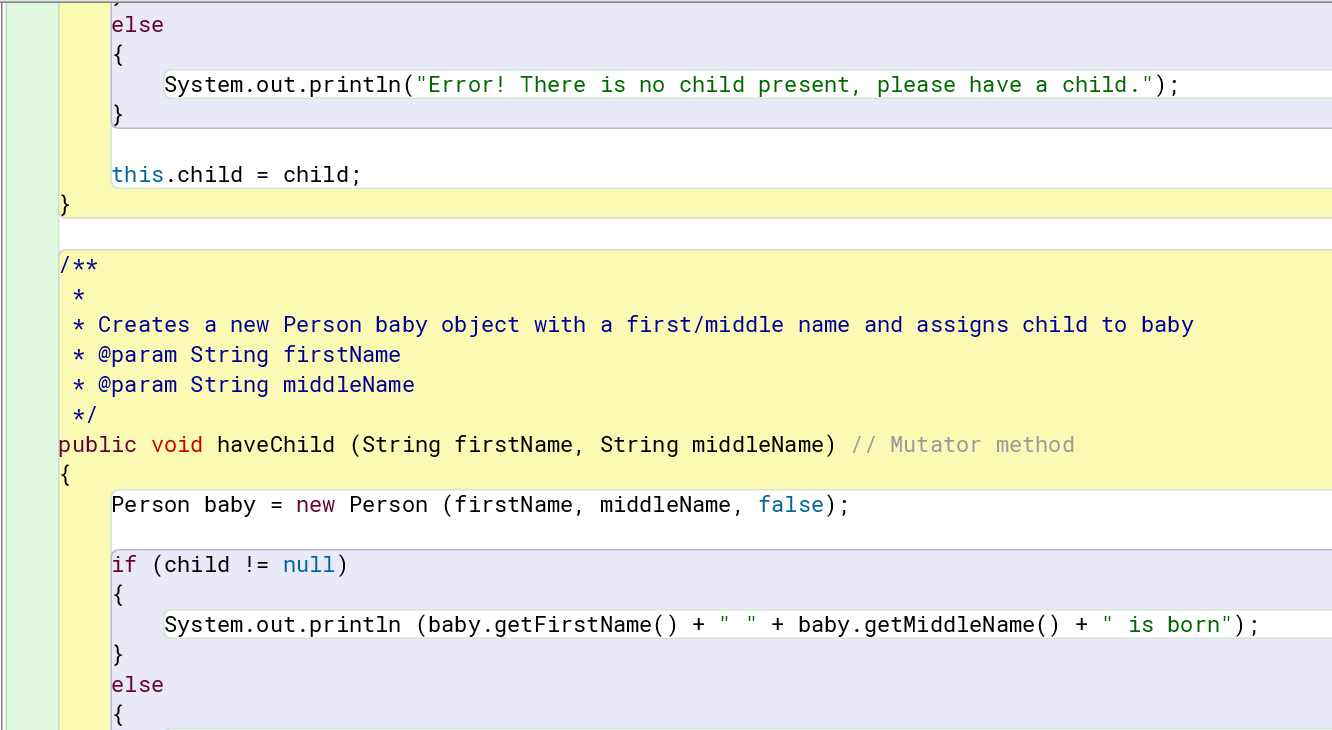 else
{
System.out.println("Error! There is no child present, please have a child.");
}
this.child = child;
}
/**
*
* Creates a new Person baby object with a first/middle name and assigns child to baby
* @param String firstName
* @param String middleName
*/
public void haveChild (String firstName, String middleName) // Mutator method
{
Person baby = new Person (firstName, middleName, false);
if (child != null)
{
System.out.println (baby.getFirstName() + " " + baby.getMiddleName() + " is born");
}
else
{